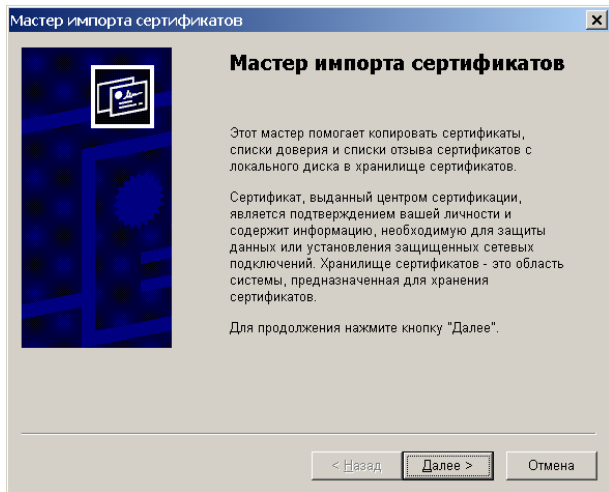 Мастер импорта сертификатов
Мастер импорта сертификатов
Этот мастер помогает копировать сертификаты,
списки доверия и списки отзыва сертификатов с
локального диска в хранилище сертификатов.
Сертификат, выданный центром сертификации,
является подтверждением вашей личности и
содержит информацию, необходимую для защиты
данных или установления защищенных сетевых
подключений. Хранилище сертификатов - это область
системы, предназначенная для хранения
сертификатов.
Для продолжения нажмите кнопку "Далее".
< Назад Далее > Отмена